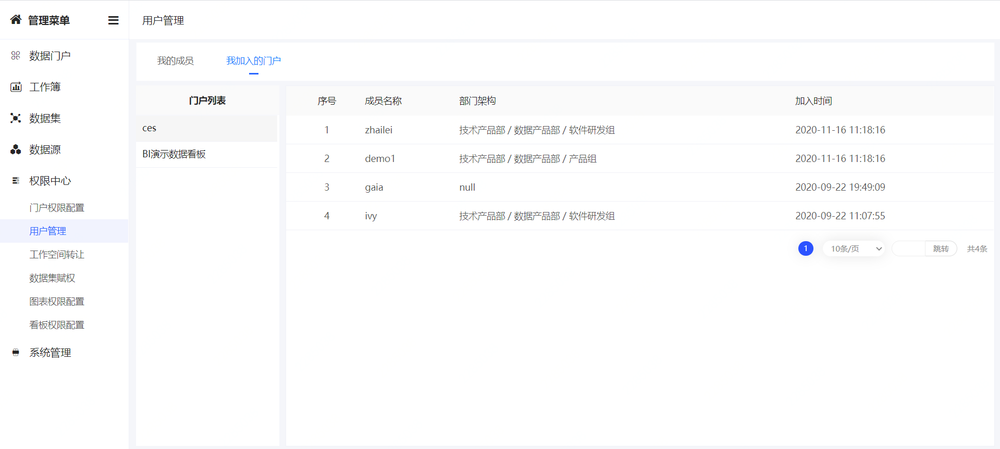 管理菜单
用户管理
数据门户
工作簿
数据集
数据源
权限中心
门户权限配置
用户管理
工作空间转让
数据集赋权
图表权限配置
看板权限配置
系统管理
我的成员 我加入的门户
门户列表
ces
BI演示数据看板
序号 成员名称 部门架构 加入时间
1 zhailei 技术产品部 / 数据产品部 / 软件研发组 2020-11-16 11:18:16
2 demo1 技术产品部 / 数据产品部 / 产品组 2020-11-16 11:18:16
3 gaia null 2020-09-22 19:49:09
4 ivy 技术产品部 / 数据产品部 / 软件研发组 2020-09-22 11:07:55
1 10条/页 跳转 共4条